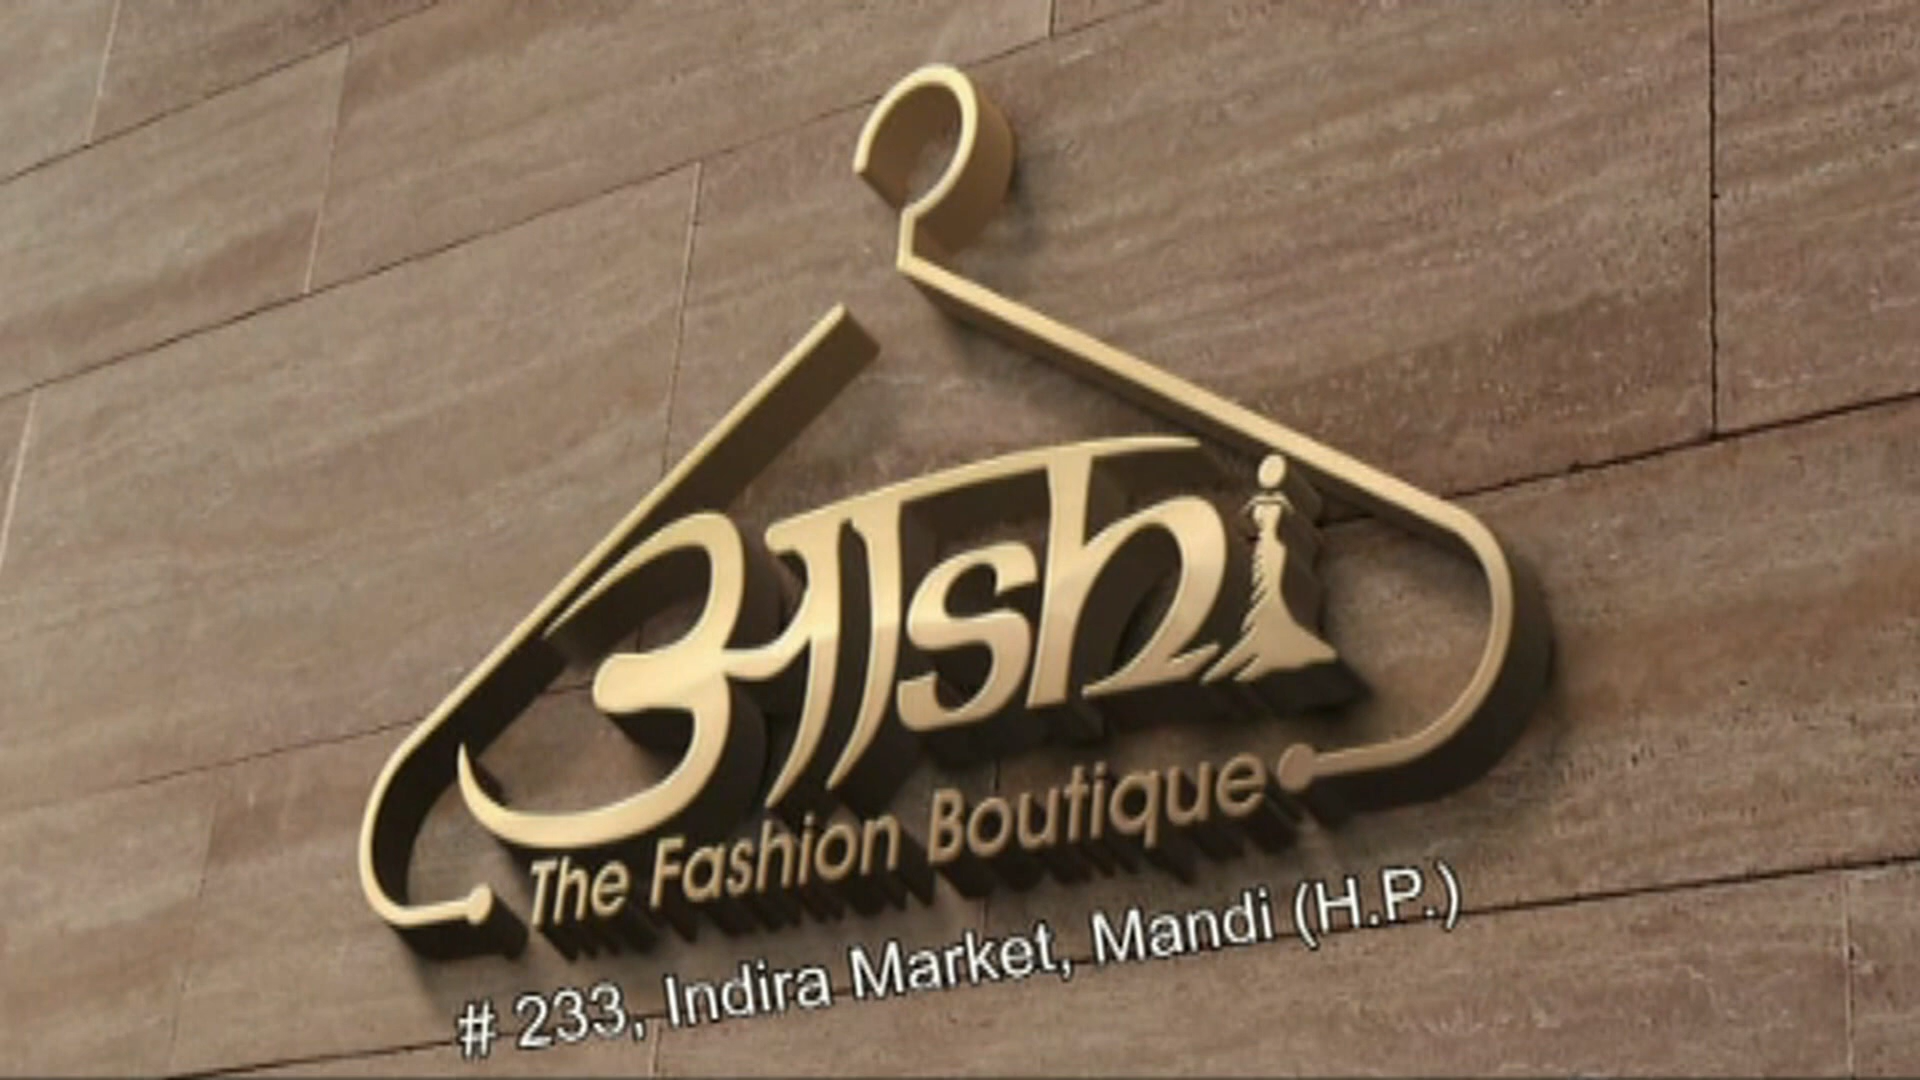 आshi
The Fashion Boutique
# 233, Indira Market, Mandi (H.P.)